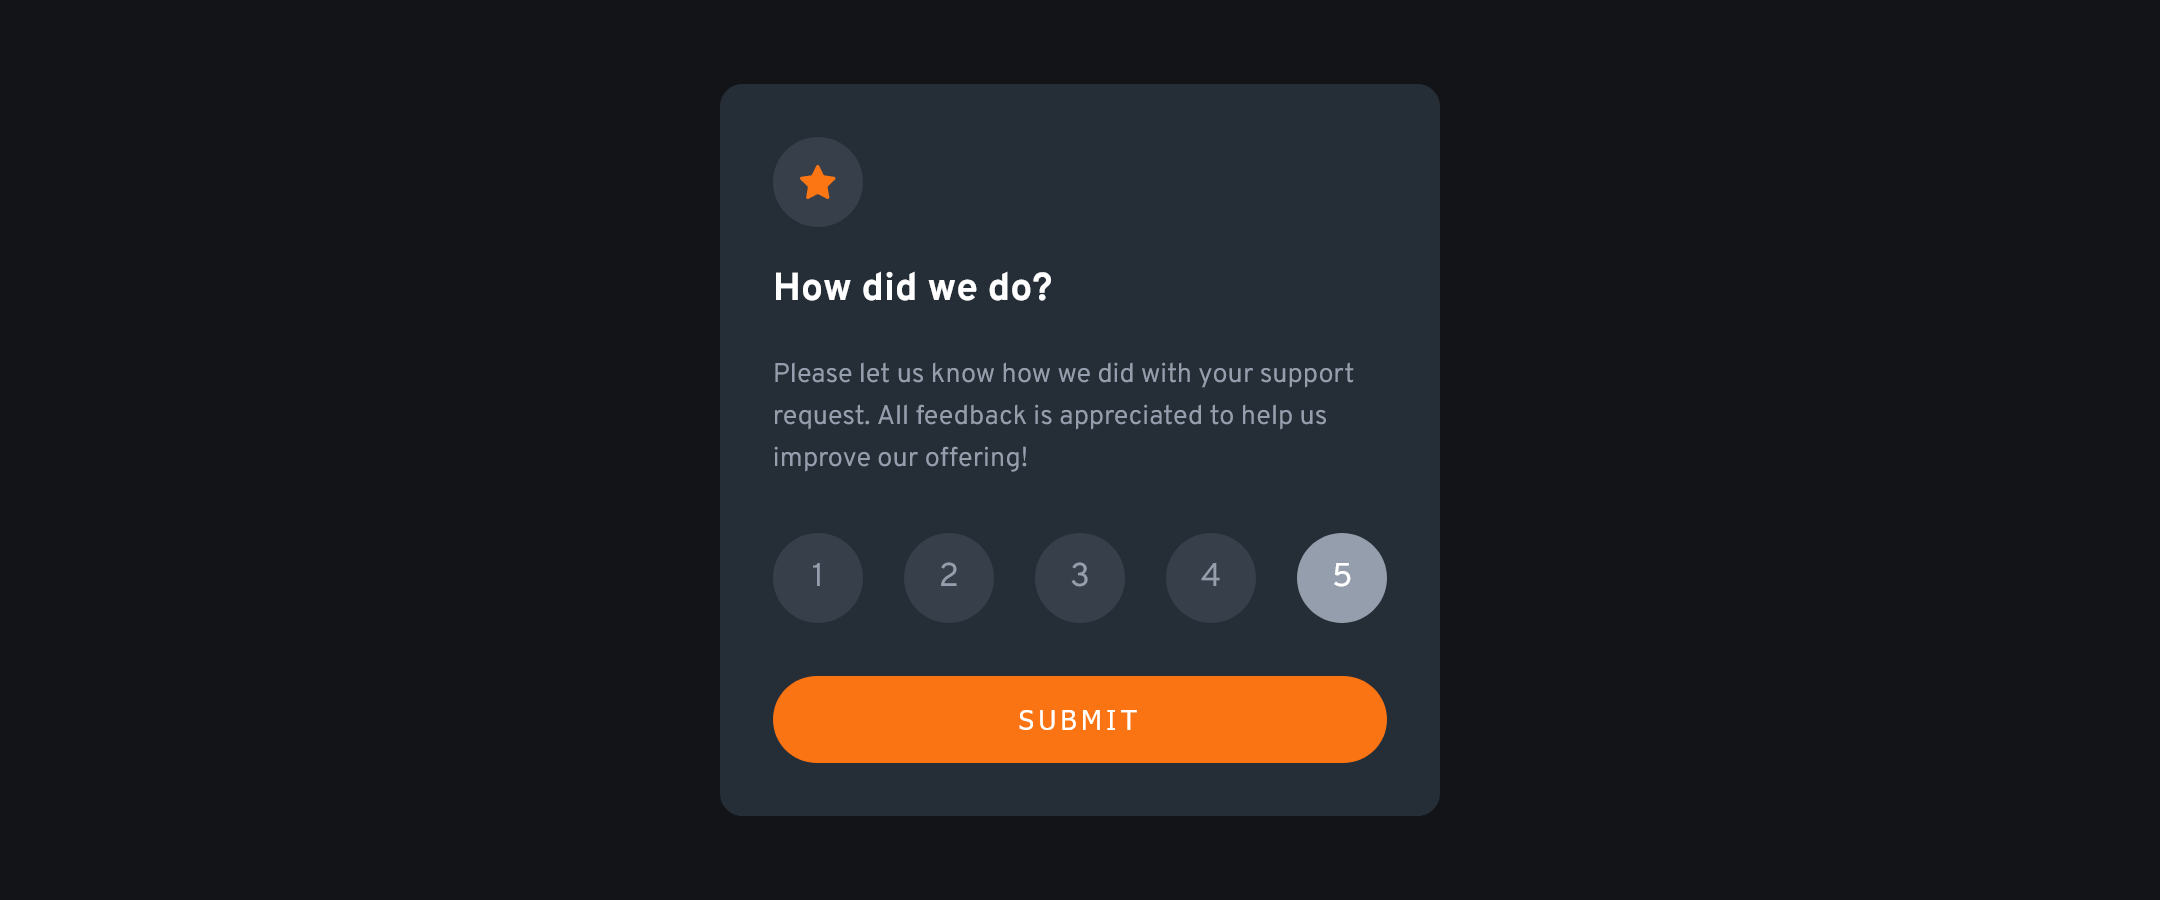 How did we do?
Please let us know how we did with your support
request. All feedback is appreciated to help us
improve our offering!
1 2 3 4 5
SUBMIT